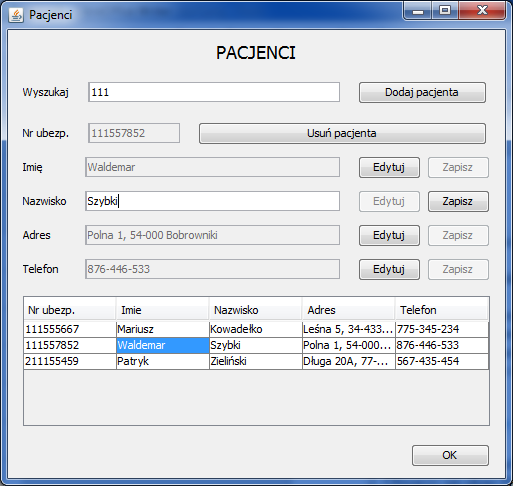 Pacjenci
PACJENCI
Wyszukaj 111 Dodaj pacjenta
Nr ubezp. 111557852 Usuń pacjenta
Imię Waldemar Edytuj Zapisz
Nazwisko Szybki Edytuj Zapisz
Adres Polna 1, 54-000 Bobrowniki Edytuj Zapisz
Telefon 876-446-533 Edytuj Zapisz
Nr ubezp. Imie Nazwisko Adres Telefon
111555667 Mariusz Kowadełko Leśna 5, 34-433... 775-345-234
111557852 Waldemar Szybki Polna 1, 54-000... 876-446-533
211155459 Patryk Zieliński Długa 20A, 77-... 567-435-454
OK